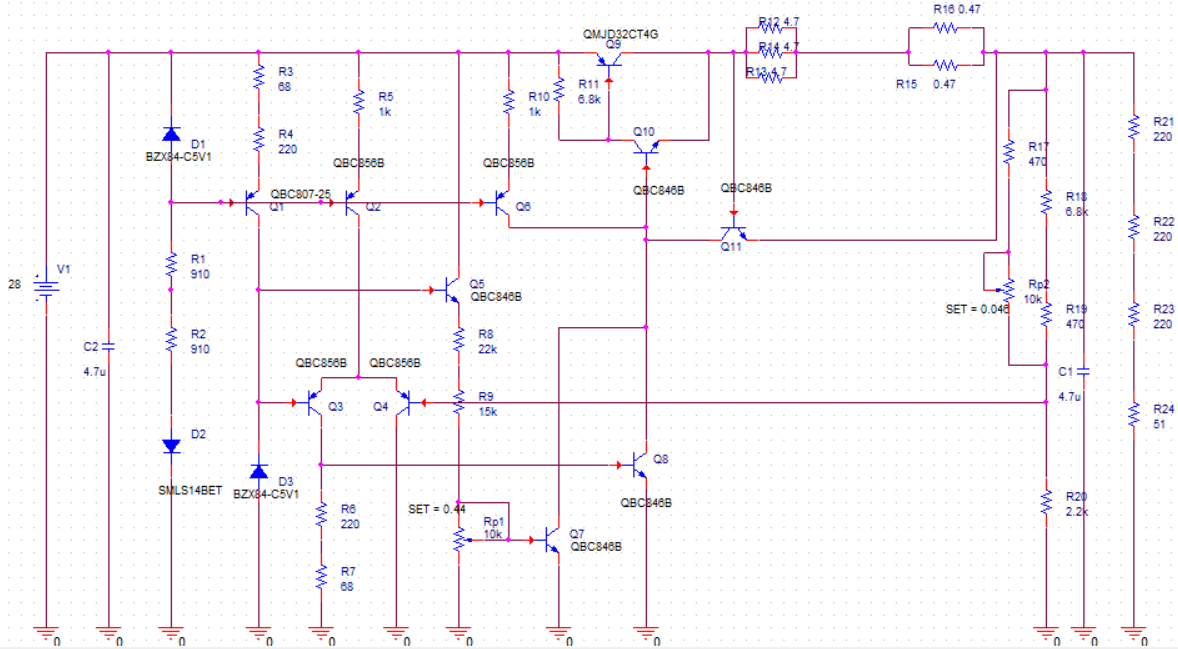 R16 0.47
R12 4.7
QMJD32CT4G
Q9
R14 4.7
R13 4.7
R15 0.47
R3
68
R5
1k
R10
1k
R11
6.8k
R21
220
R4
220
D1
BZX84-C5V1
Q10
R17
470
QBC856B
QBC856B
QBC846B
QBC846B
QBC807-25
Q1
Q2
Q6
R18
6.8k
R22
220
Q11
R1
910
V1
28
Q5
QBC846B
Rp2
10k
SET = 0.046
R19
470
R23
220
R2
910
R8
22k
C2
4.7u
QBC856B
QBC856B
C1
4.7u
Q3
Q4
R9
15k
R24
51
D2
SMLS14BET
D3
BZX84-C5V1
Q8
QBC846B
R6
220
SET = 0.44
Rp1
10k
Q7
QBC846B
R20
2.2k
R7
68
0
0
0
0
0
0
0
0
0
0
0
0